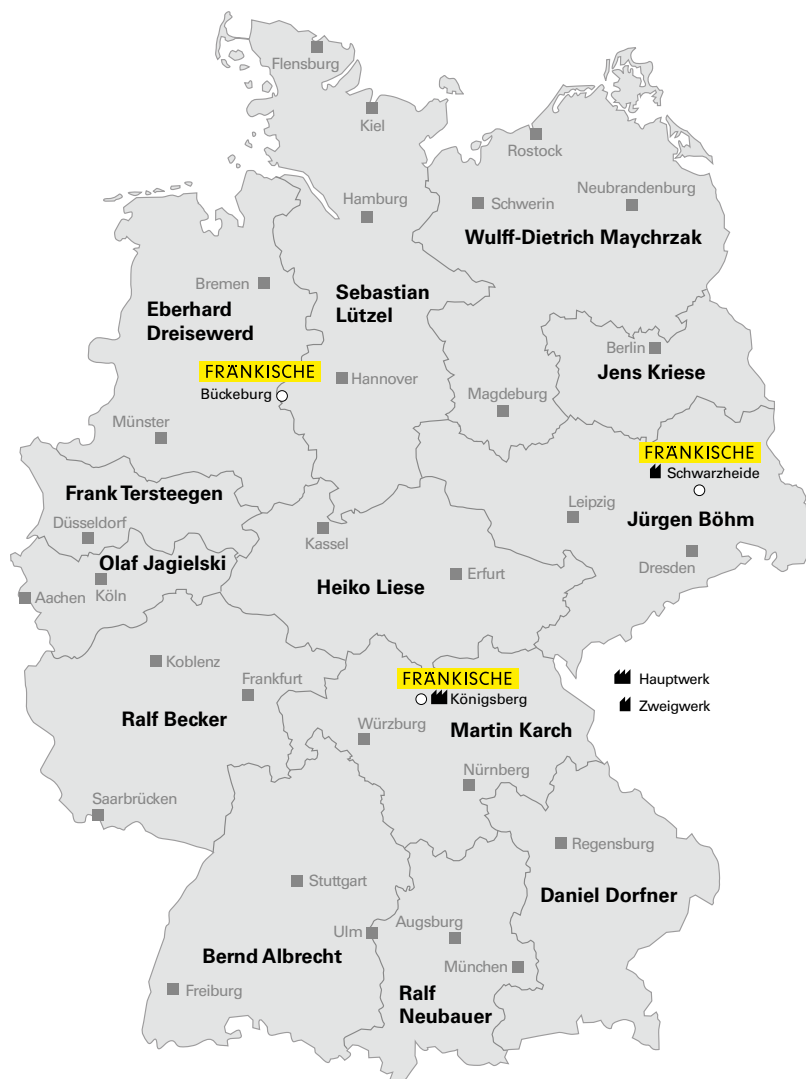 Flensburg
Kiel
Rostock
Hamburg
Schwerin
Neubrandenburg
Wulff-Dietrich Maychrzak
Bremen
Eberhard
Dreisewerd
Sebastian
Lützel
Berlin
Jens Kriese
FRÄNKISCHE
Bückeburg
Hannover
Magdeburg
Münster
FRÄNKISCHE
Schwarzheide
Frank Tersteegen
Düsseldorf
Leipzig
Jürgen Böhm
Kassel
Olaf Jagielski
Aachen
Köln
Heiko Liese
Erfurt
Dresden
Koblenz
Frankfurt
FRÄNKISCHE
Königsberg
Hauptwerk
Zweigwerk
Ralf Becker
Würzburg
Martin Karch
Nürnberg
Saarbrücken
Regensburg
Stuttgart
Daniel Dorfner
Ulm
Augsburg
Bernd Albrecht
München
Freiburg
Ralf
Neubauer